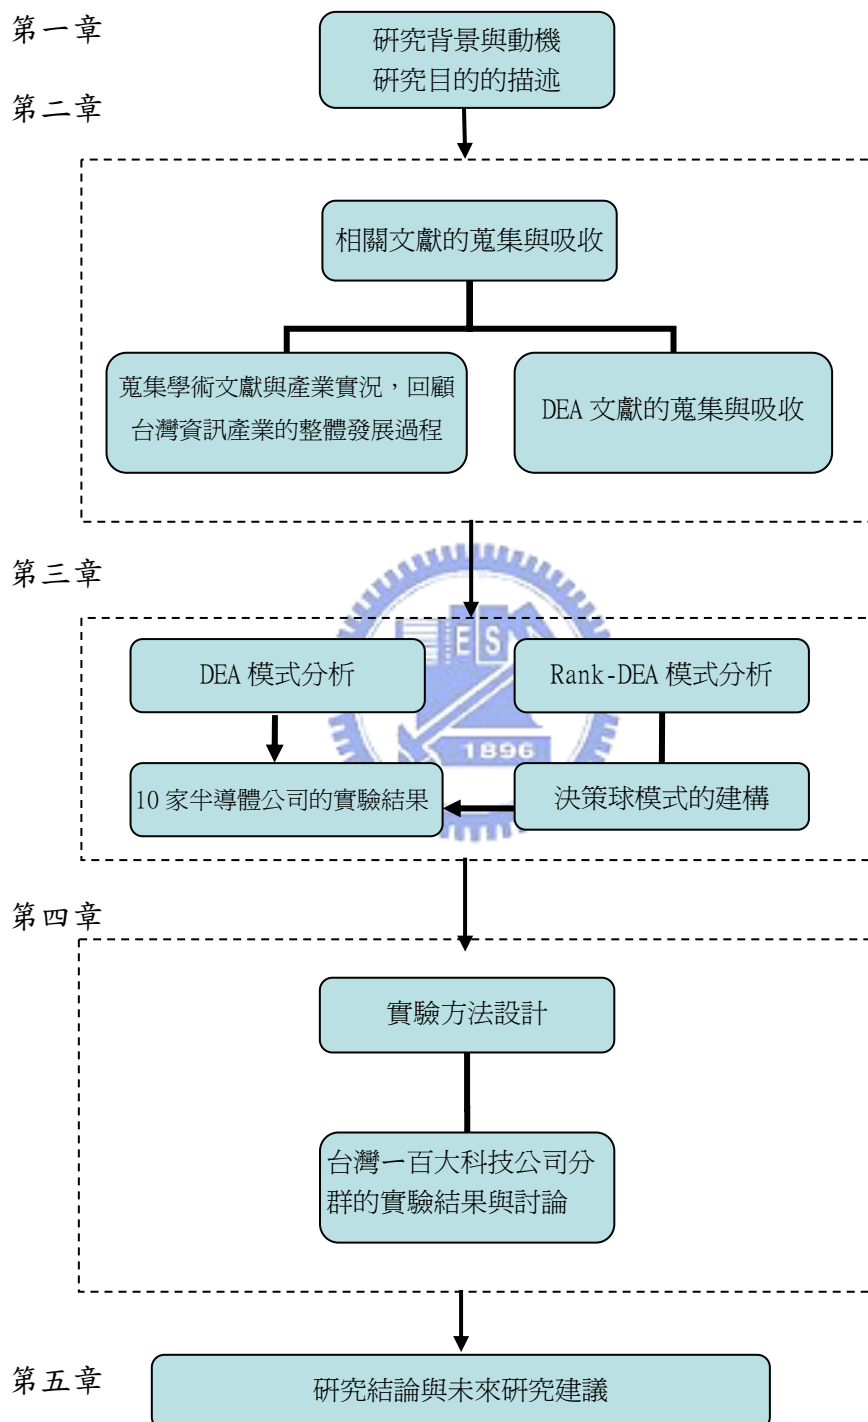 第一章
研究背景與動機
研究目的的描述
第二章
相關文獻的蒐集與吸收
蒐集學術文獻與產業實況，回顧
台灣資訊產業的整體發展過程
DEA 文獻的蒐集與吸收
第三章
ES
DEA 模式分析
Rank-DEA 模式分析
1896
10 家半導體公司的實驗結果
決策球模式的建構
第四章
實驗方法設計
台灣一百大科技公司分
群的實驗結果與討論
第五章
研究結論與未來研究建議